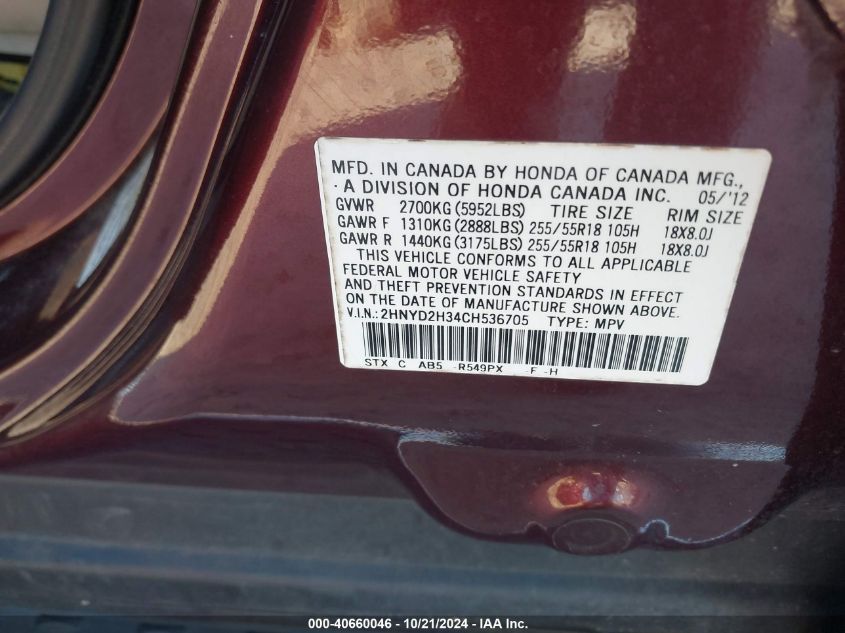 MFD. IN CANADA BY HONDA OF CANADA MFG.,
A DIVISION OF HONDA CANADA INC. 05/'12
GVWR 2700KG (5952LBS) TIRE SIZE RIM SIZE
GAWR F 1310KG (2888LBS) 255/55R18 105H 18X8.0J
GAWR R 1440KG (3175LBS) 255/55R18 105H 18X8.0J
THIS VEHICLE CONFORMS TO ALL APPLICABLE
FEDERAL MOTOR VEHICLE SAFETY
AND THEFT PREVENTION STANDARDS IN EFFECT
ON THE DATE OF MANUFACTURE SHOWN ABOVE.
V.I.N.: 2HNYD2H34CH536705 TYPE: MPV
STX C AB5 -R549PX -F -H
000-40660046 - 10/21/2024 - IAA Inc.